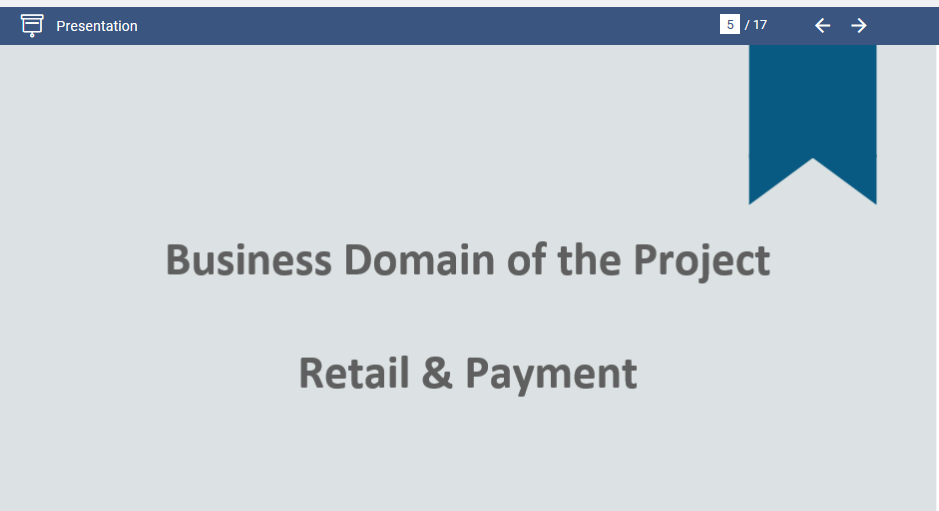 Presentation
5 / 17
Business Domain of the Project
Retail & Payment